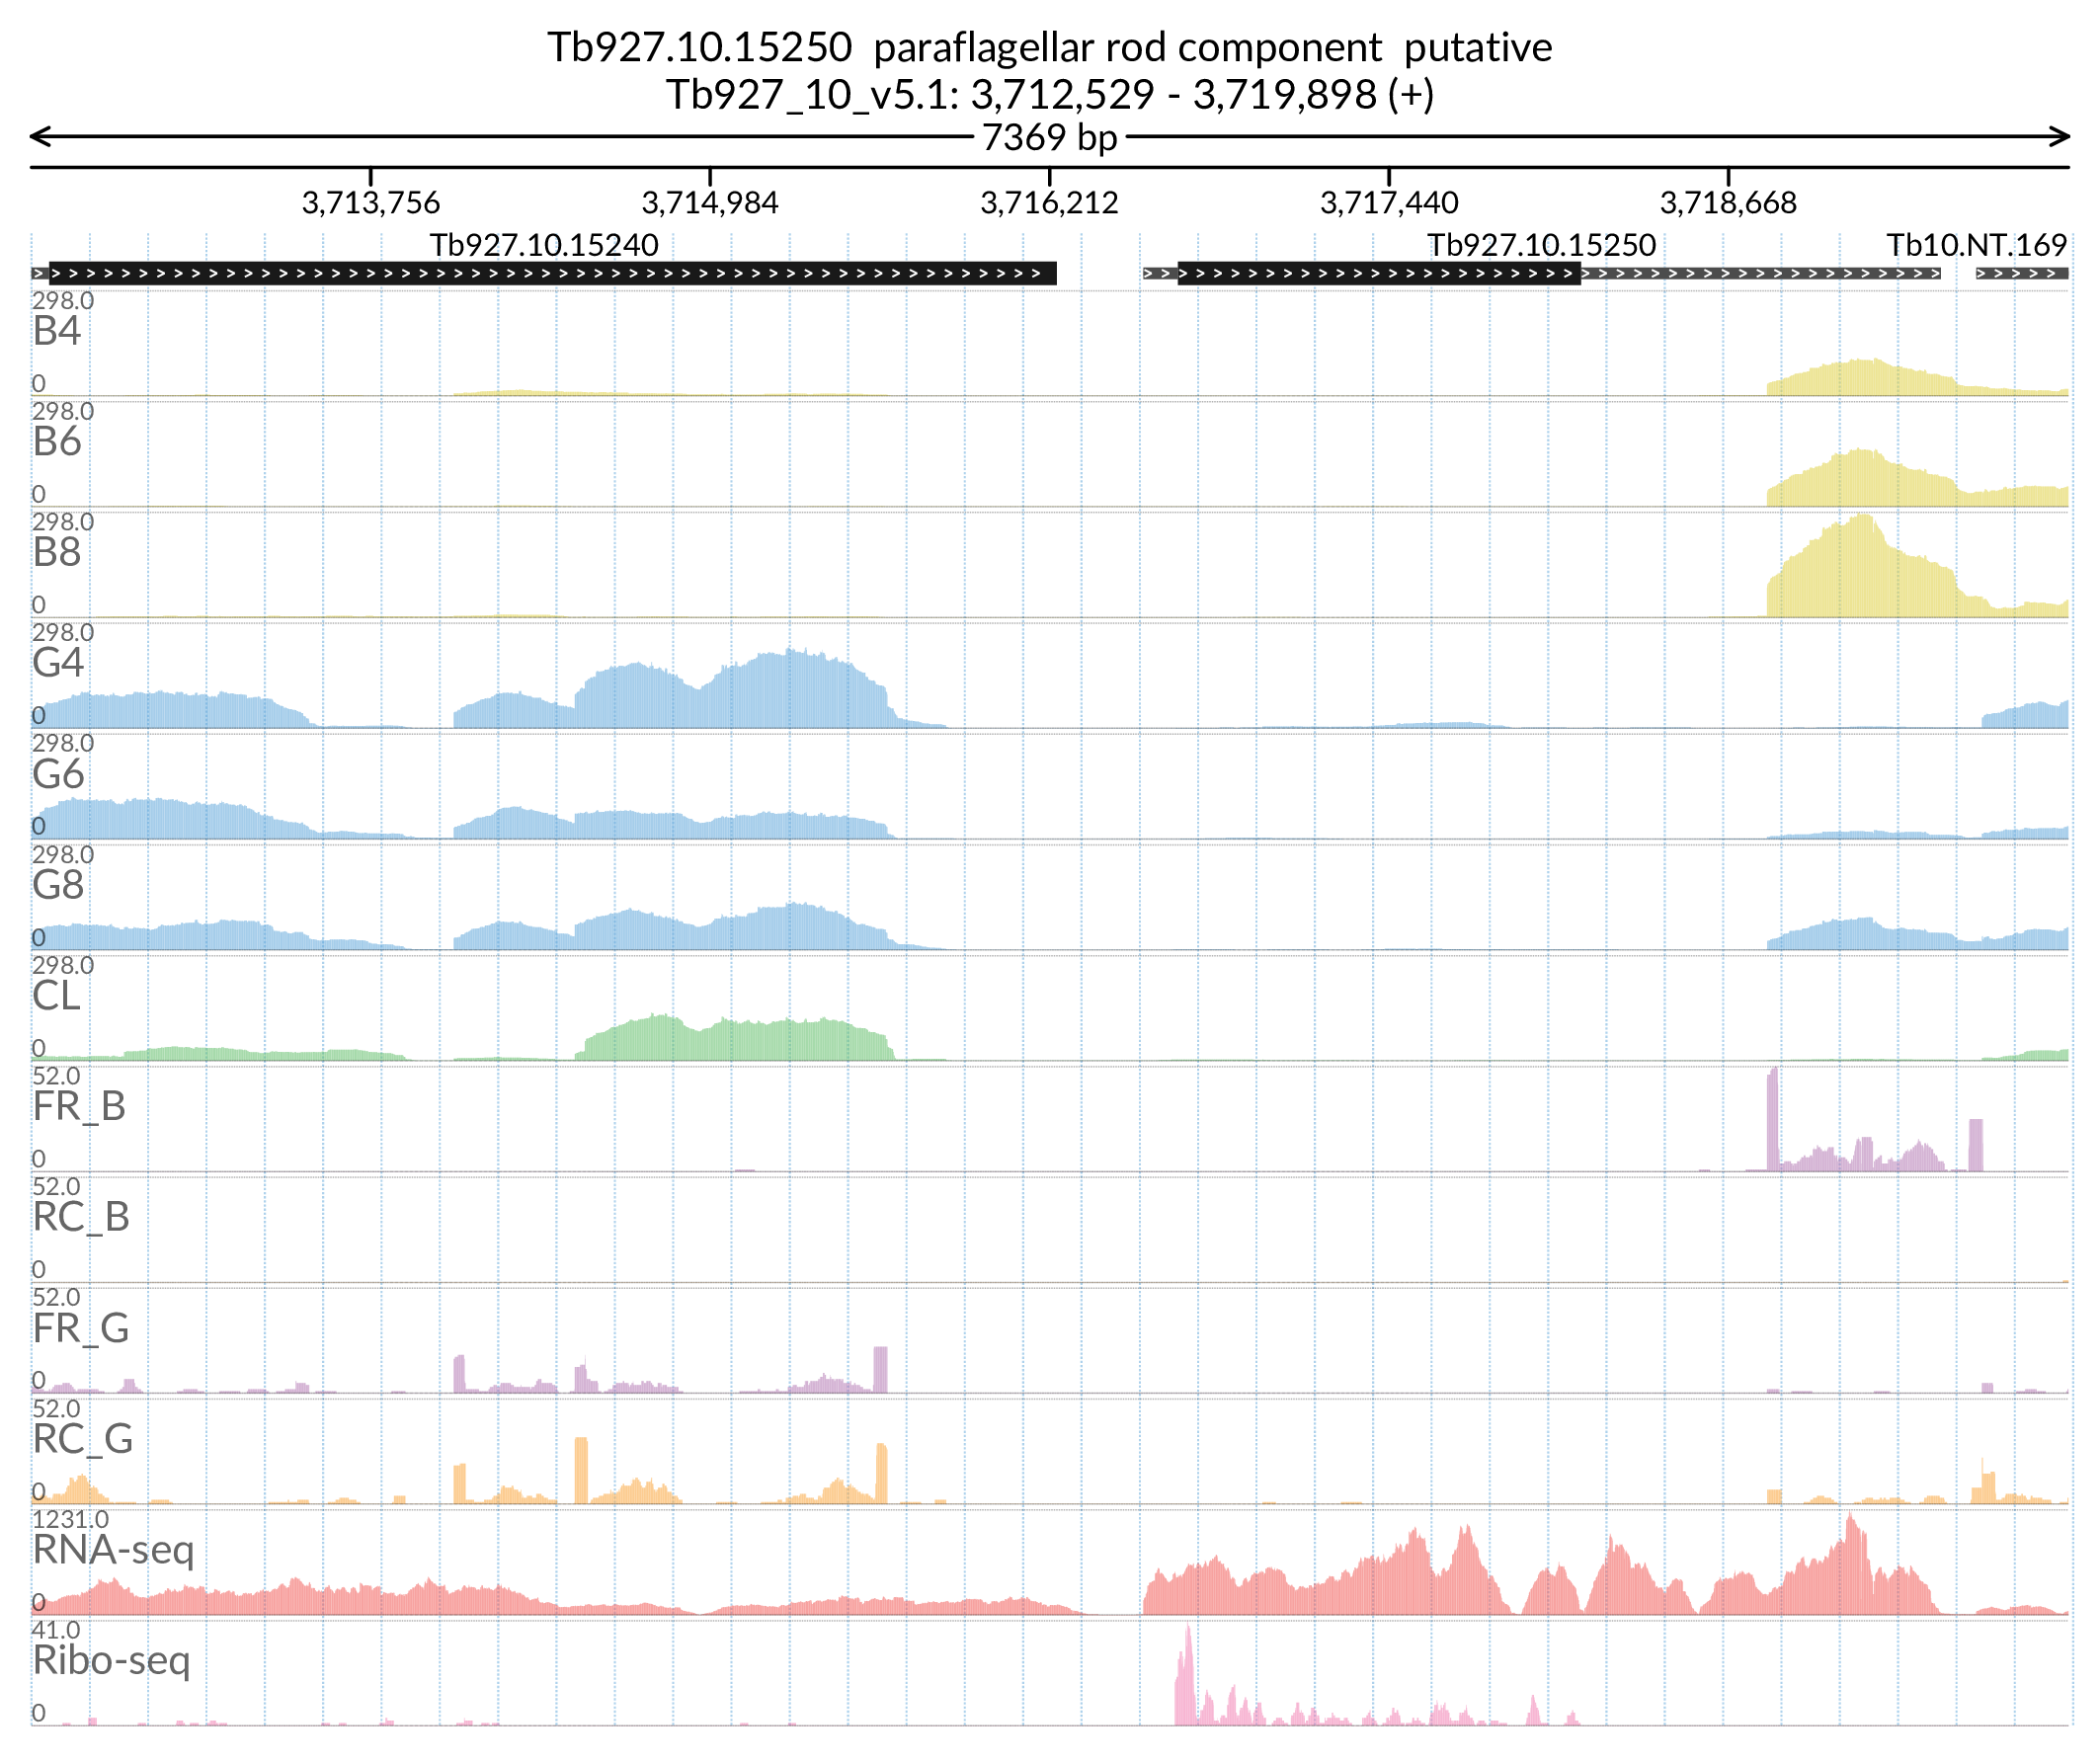 Tb927.10.15250  paraflagellar rod component  putative
Tb927_10_v5.1: 3,712,529 - 3,719,898 (+)
7369 bp
3,713,756 3,714,984 3,716,212 3,717,440 3,718,668
Tb927.10.15240 Tb927.10.15250 Tb10.NT.169
298.0
B4
0
298.0
B6
0
298.0
B8
0
298.0
G4
0
298.0
G6
0
298.0
G8
0
298.0
CL
0
52.0
FR_B
0
52.0
RC_B
0
52.0
FR_G
0
52.0
RC_G
0
1231.0
RNA-seq
0
41.0
Ribo-seq
0